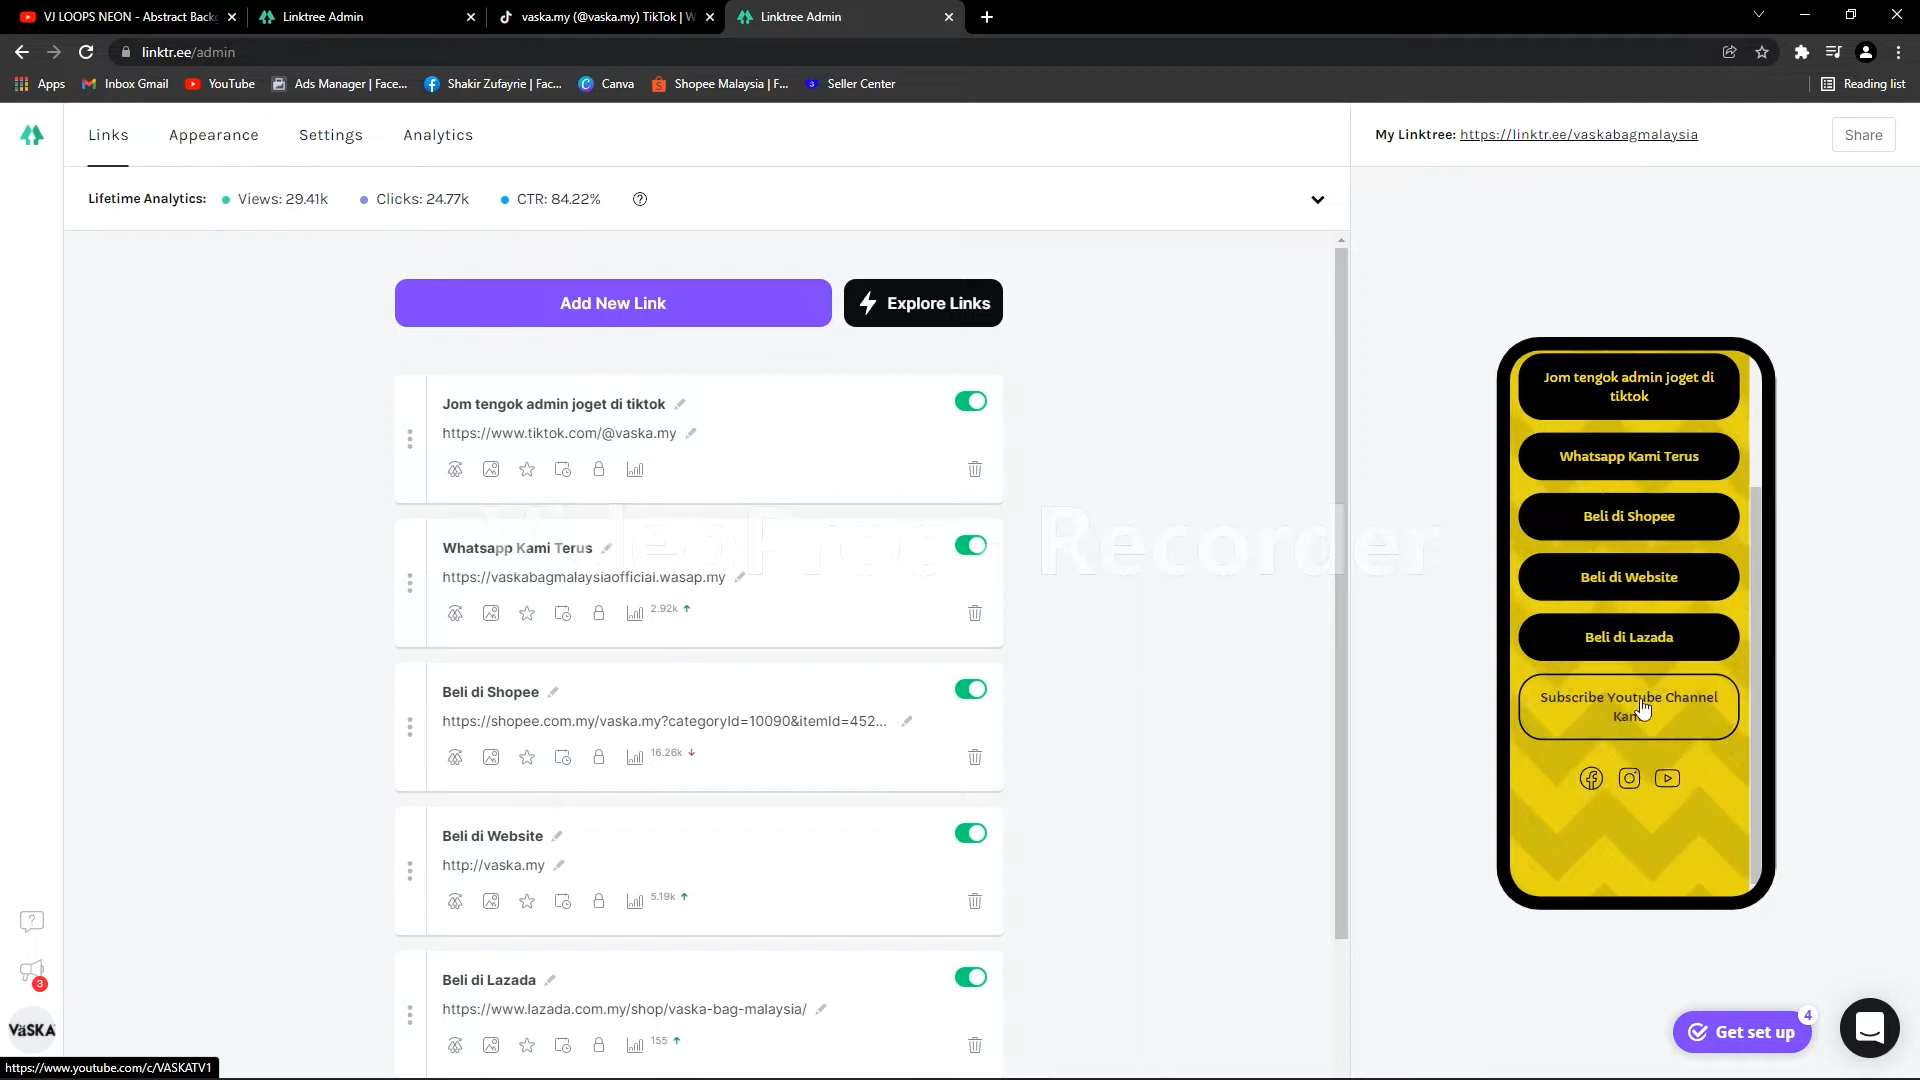 VJ LOOPS NEON - Abstract Back
Linktree Admin
vaska.my (@vaska.my) TikTok | W
Linktree Admin
linktr.ee/admin
Apps
Inbox Gmail
YouTube
Ads Manager | Face...
Shakir Zufayrie | Fac...
Canva
Shopee Malaysia | F...
Seller Center
Reading list
Links
Appearance
Settings
Analytics
My Linktree: https://linktr.ee/vaskabagmalaysia
Share
Lifetime Analytics:
Views: 29.41k
Clicks: 24.77k
CTR: 84.22%
Add New Link
Explore Links
Jom tengok admin joget di tiktok
https://www.tiktok.com/@vaska.my
Whatsapp Kami Terus
https://vaskabagmalaysiaofficial.wasap.my
2.92k
Beli di Shopee
https://shopee.com.my/vaska.my?categoryId=10090&itemId=452...
16.26k
Beli di Website
http://vaska.my
5.19k
Beli di Lazada
https://www.lazada.com.my/shop/vaska-bag-malaysia/
155
Jom tengok admin joget di
tiktok
Whatsapp Kami Terus
Beli di Shopee
Beli di Website
Beli di Lazada
Subscribe Youtube Channel
Recorder
3
VäSKA
Get set up
4
https://www.youtube.com/c/VASKATV1